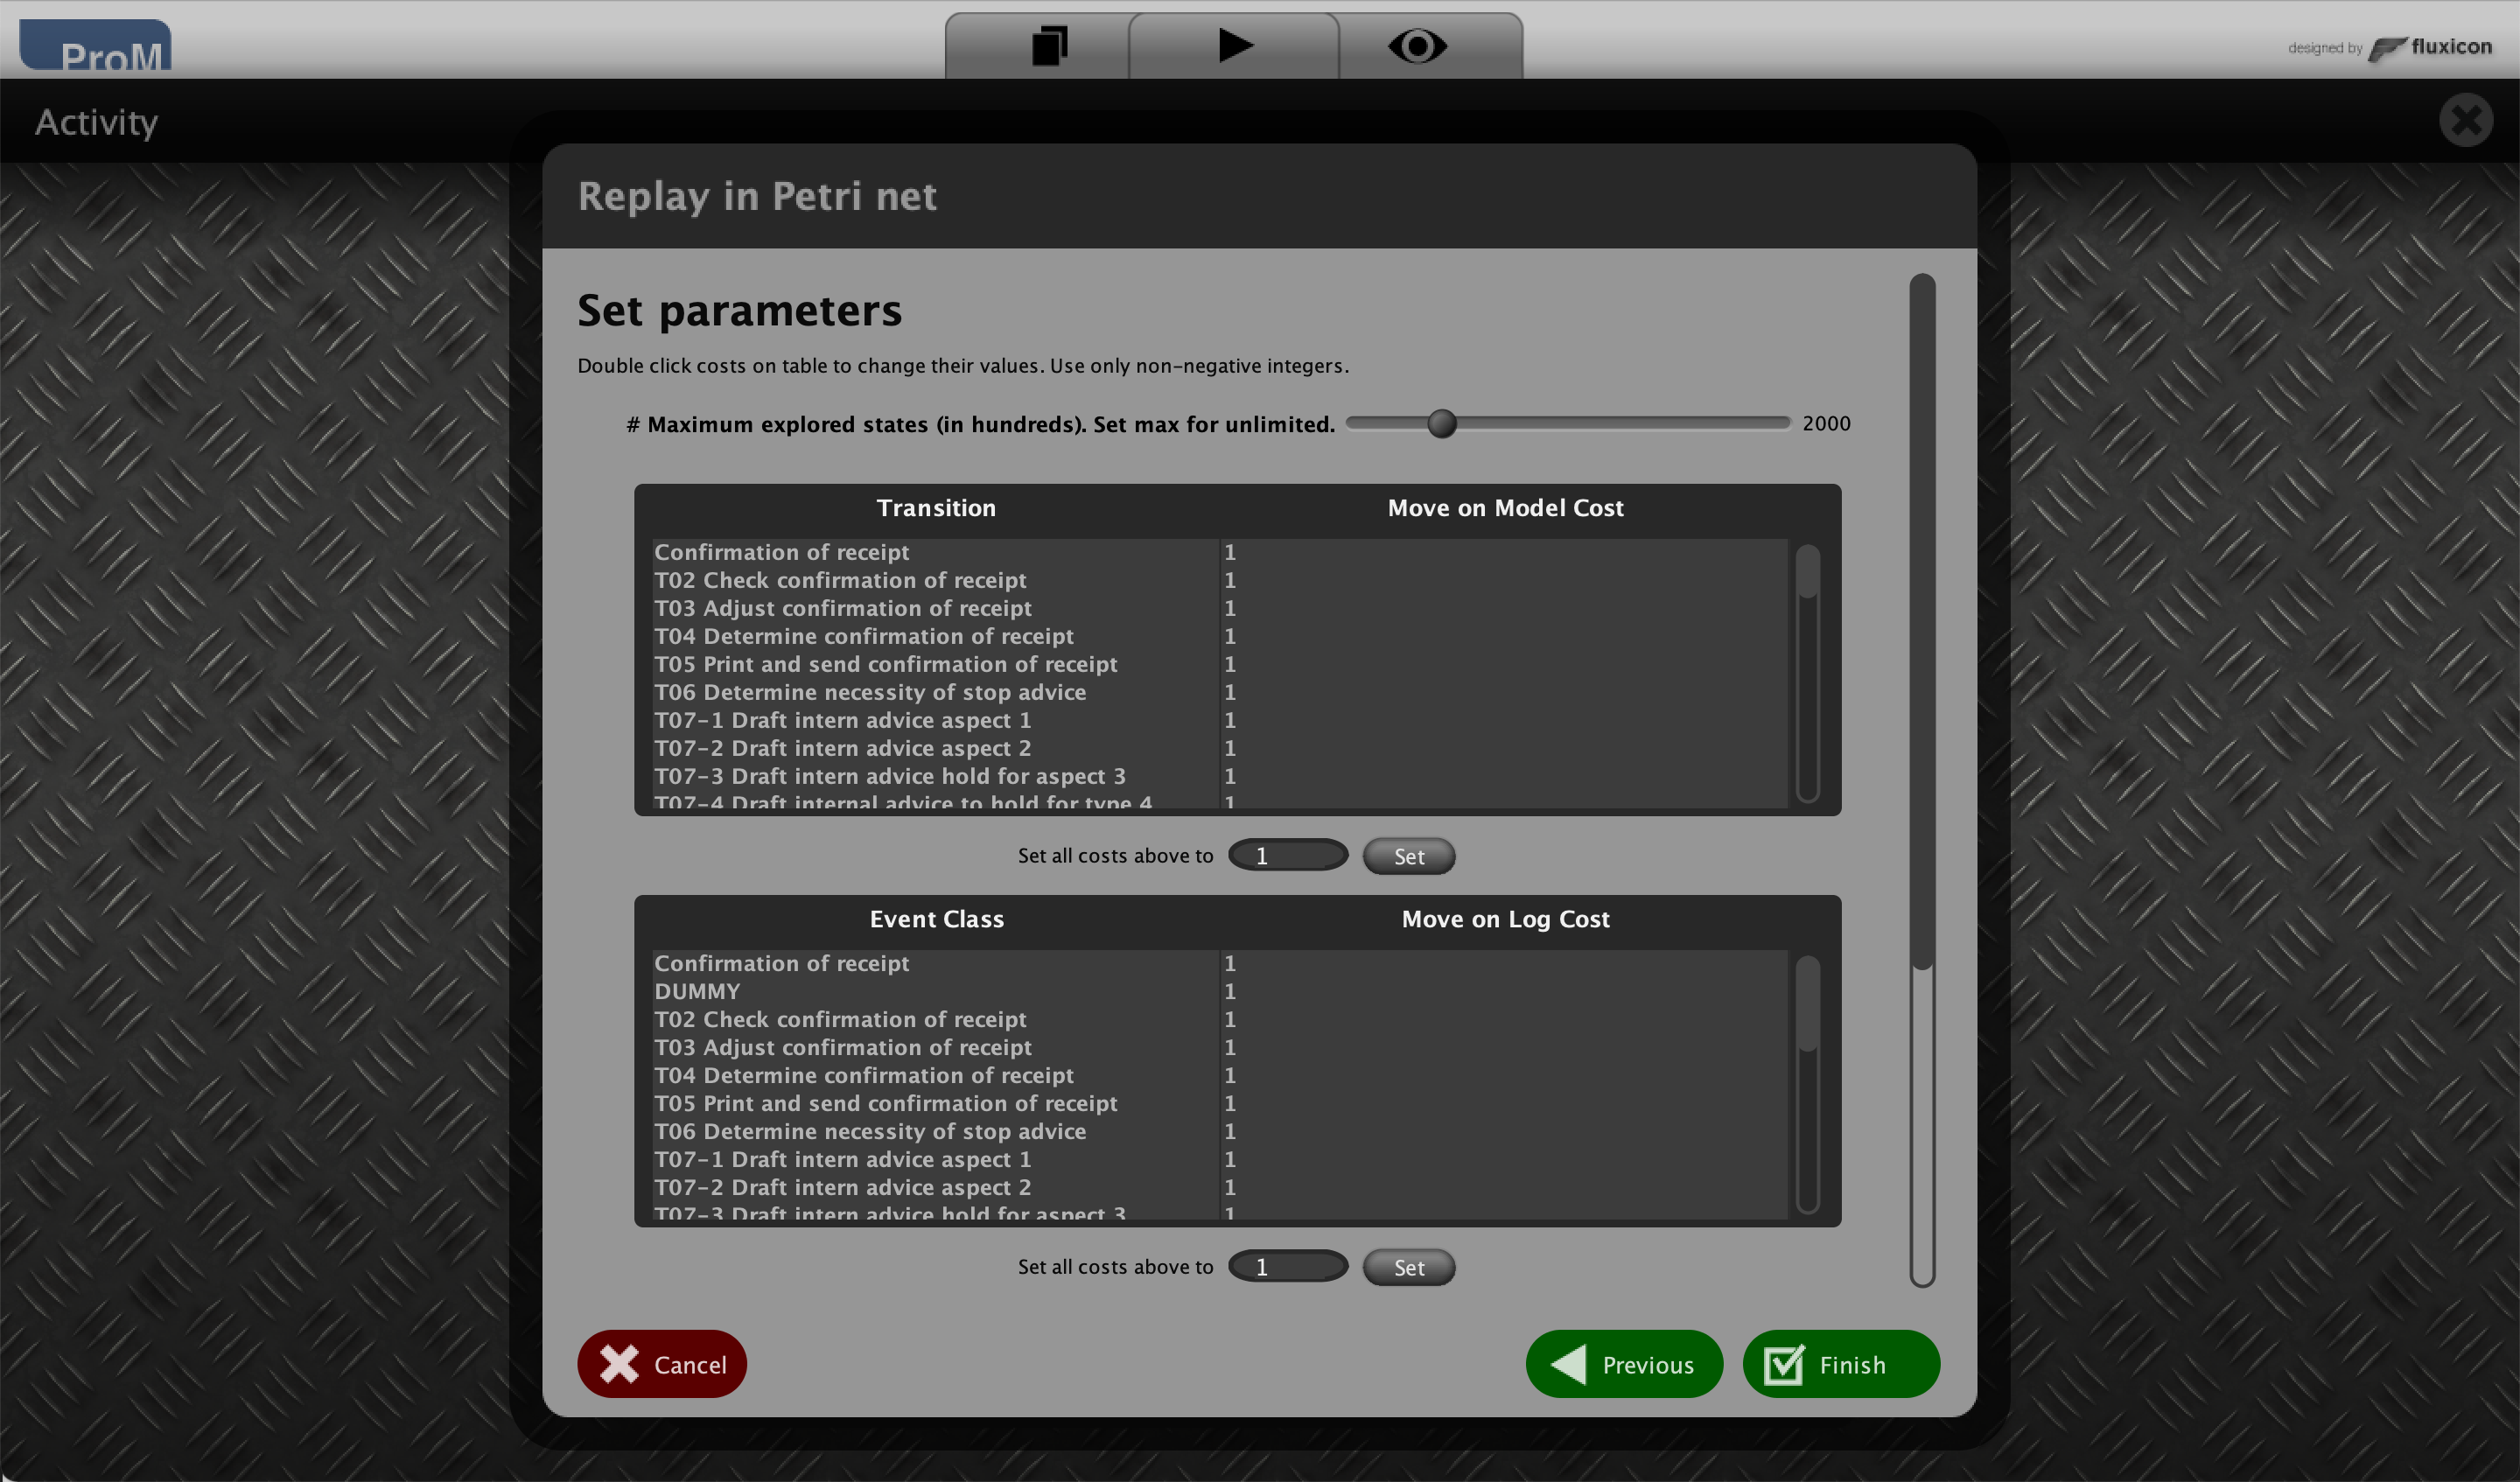 ProM
designed by fluxicon
Activity
Replay in Petri net
Set parameters
Double click costs on table to change their values. Use only non-negative integers.
# Maximum explored states (in hundreds). Set max for unlimited. 2000
Transition Move on Model Cost
Confirmation of receipt 1
T02 Check confirmation of receipt 1
T03 Adjust confirmation of receipt 1
T04 Determine confirmation of receipt 1
T05 Print and send confirmation of receipt 1
T06 Determine necessity of stop advice 1
T07-1 Draft intern advice aspect 1 1
T07-2 Draft intern advice aspect 2 1
T07-3 Draft intern advice hold for aspect 3 1
T07-4 Draft internal advice to hold for type 4 1
Set all costs above to 1 Set
Event Class Move on Log Cost
Confirmation of receipt 1
DUMMY 1
T02 Check confirmation of receipt 1
T03 Adjust confirmation of receipt 1
T04 Determine confirmation of receipt 1
T05 Print and send confirmation of receipt 1
T06 Determine necessity of stop advice 1
T07-1 Draft intern advice aspect 1 1
T07-2 Draft intern advice aspect 2 1
T07-3 Draft intern advice hold for aspect 3 1
Set all costs above to 1 Set
Cancel Previous Finish